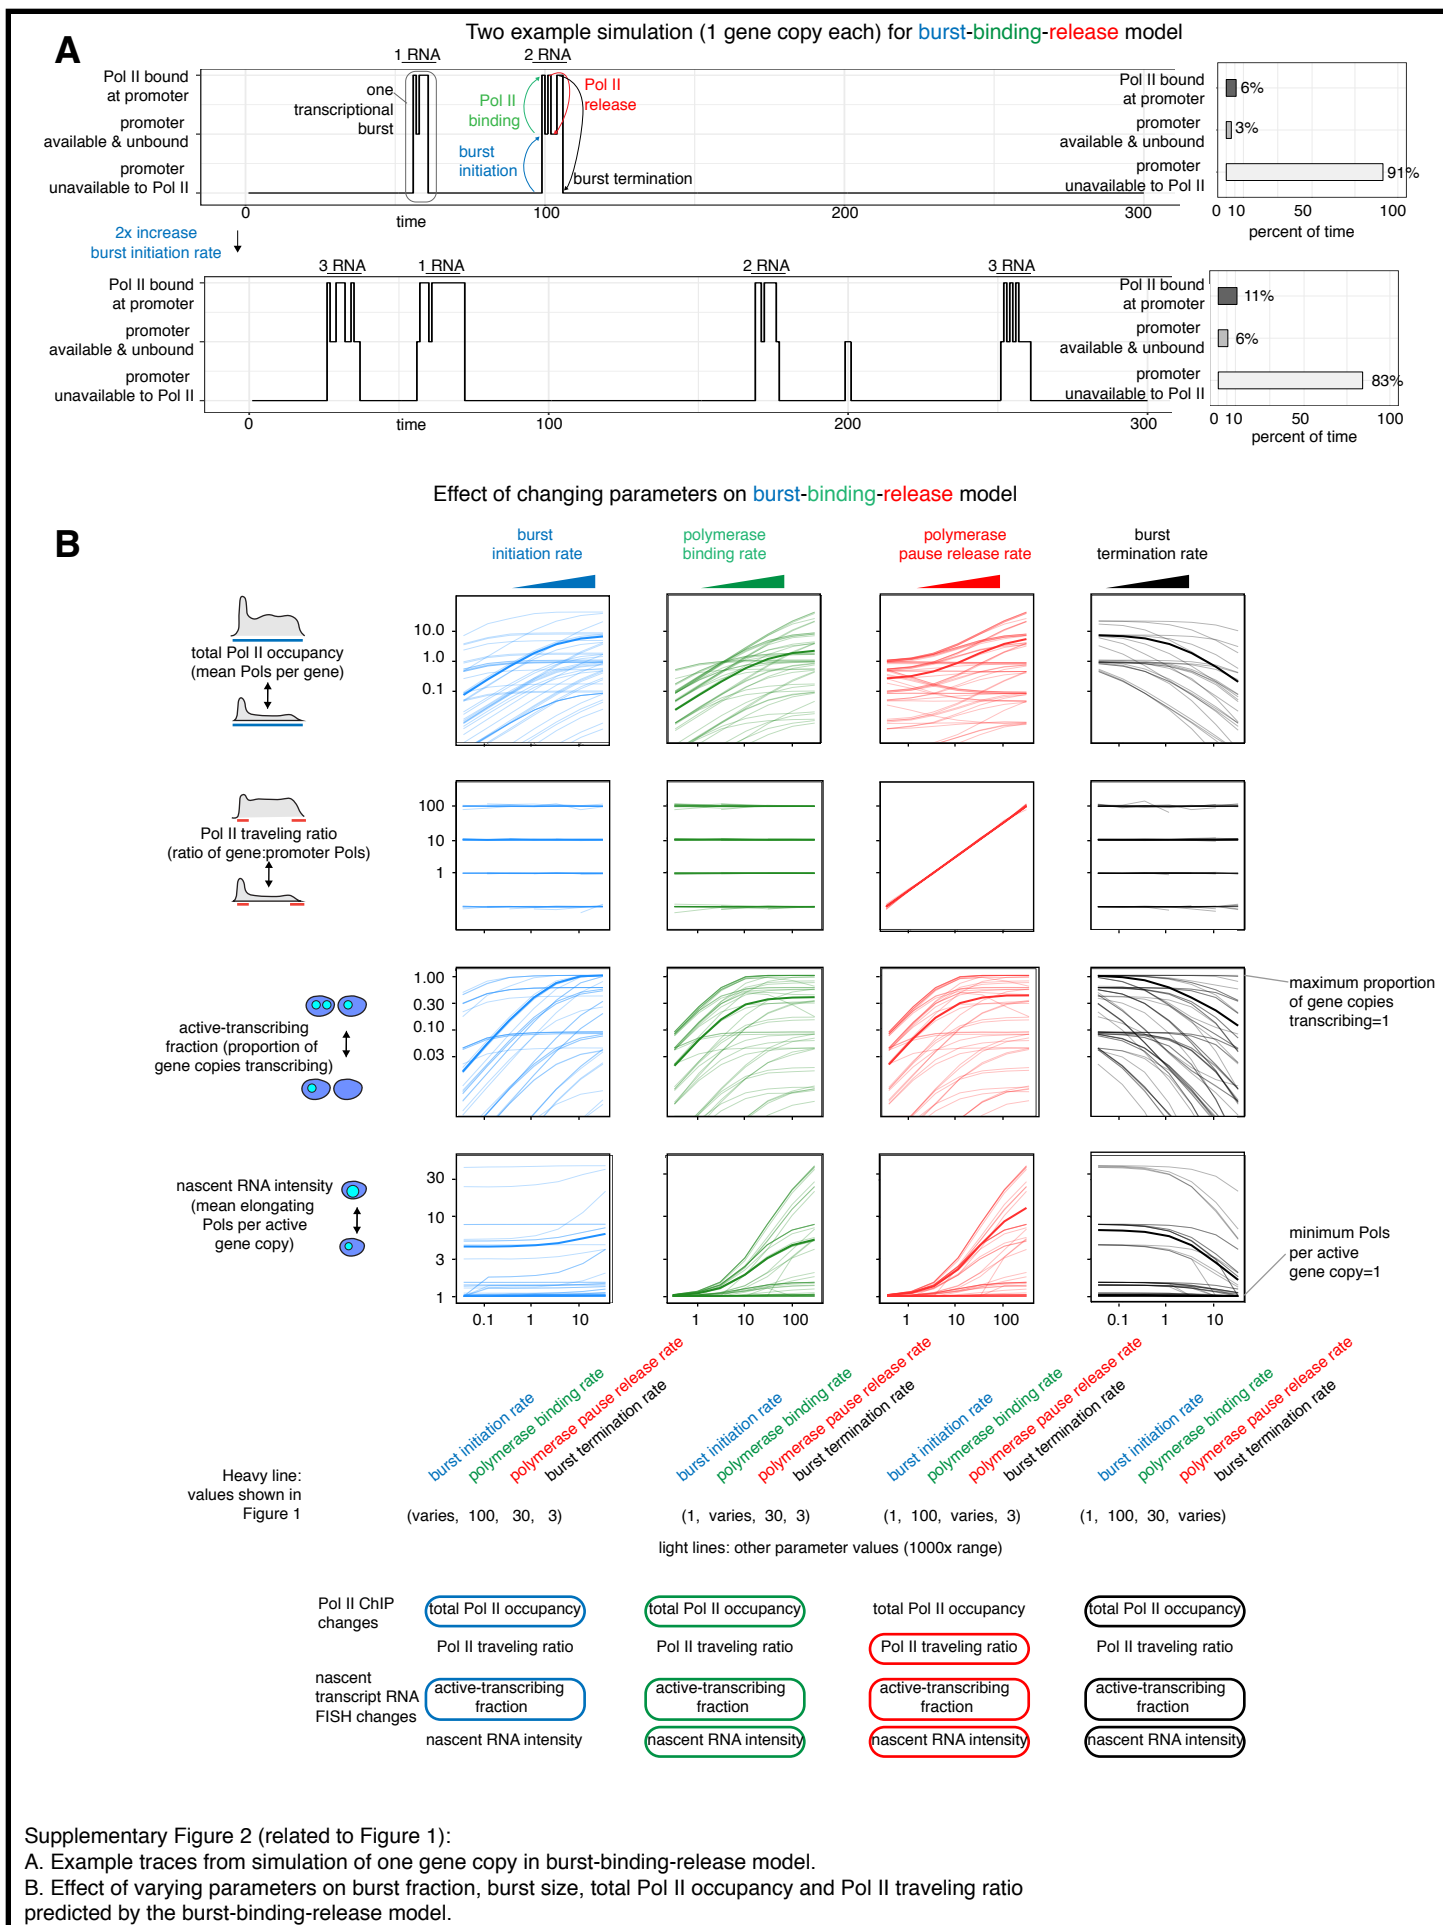 Two example simulation (1 gene copy each) for burst-binding-release model
A
1 RNA
2 RNA
Pol II bound
at promoter
promoter
available & unbound
promoter
unavailable to Pol II
one
transcriptional
burst
Pol II
binding
Pol II
release
burst
initiation
burst termination
0
time
100
200
300
Pol II bound
at promoter
promoter
available & unbound
promoter
unavailable to Pol II
6%
3%
91%
0 10 50 100
percent of time
2x increase
burst initiation rate
3 RNA
1 RNA
2 RNA
3 RNA
Pol II bound
at promoter
promoter
available & unbound
promoter
unavailable to Pol II
0
time
100
200
300
Pol II bound
at promoter
promoter
available & unbound
promoter
unavailable to Pol II
11%
6%
83%
0 10 50 100
percent of time
Effect of changing parameters on burst-binding-release model
B
burst
initiation rate
polymerase
binding rate
polymerase
pause release rate
burst
termination rate
total Pol II occupancy
(mean Pols per gene)
10.0
1.0
0.1
Pol II traveling ratio
(ratio of gene:promoter Pols)
100
10
1
active-transcribing
fraction (proportion of
gene copies transcribing)
1.00
0.30
0.10
0.03
maximum proportion
of gene copies
transcribing=1
nascent RNA intensity
(mean elongating
Pols per active
gene copy)
30
10
3
1
minimum Pols
per active
gene copy=1
0.1 1 10
1 10 100
1 10 100
0.1 1 10
burst initiation rate
polymerase binding rate
polymerase pause release rate
burst termination rate
burst initiation rate
polymerase binding rate
polymerase pause release rate
burst termination rate
burst initiation rate
polymerase binding rate
polymerase pause release rate
burst termination rate
burst initiation rate
polymerase binding rate
polymerase pause release rate
burst termination rate
Heavy line:
values shown in
Figure 1
(varies, 100, 30, 3)
(1, varies, 30, 3)
(1, 100, varies, 3)
(1, 100, 30, varies)
light lines: other parameter values (1000x range)
Pol II ChIP
changes
total Pol II occupancy
total Pol II occupancy
total Pol II occupancy
total Pol II occupancy
Pol II traveling ratio
Pol II traveling ratio
Pol II traveling ratio
Pol II traveling ratio
nascent
transcript RNA
FISH changes
active-transcribing
fraction
active-transcribing
fraction
active-transcribing
fraction
active-transcribing
fraction
nascent RNA intensity
nascent RNA intensity
nascent RNA intensity
nascent RNA intensity
Supplementary Figure 2 (related to Figure 1):
A. Example traces from simulation of one gene copy in burst-binding-release model.
B. Effect of varying parameters on burst fraction, burst size, total Pol II occupancy and Pol II traveling ratio
predicted by the burst-binding-release model.